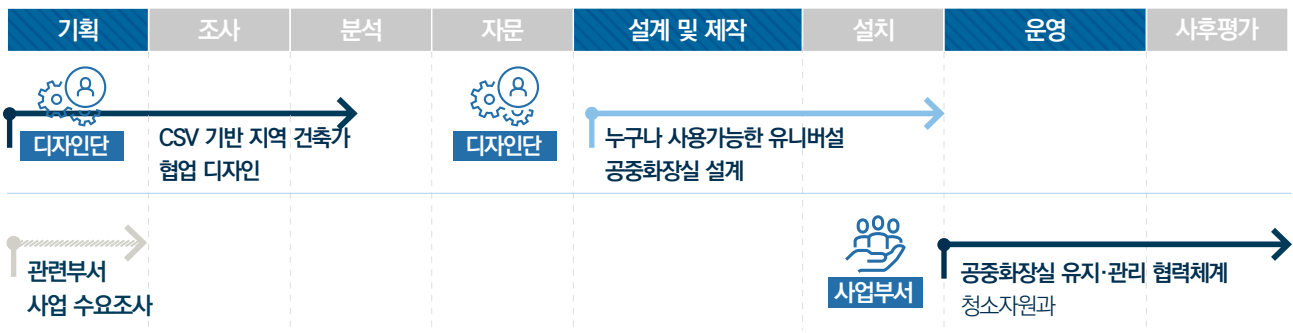 기획 조사 분석 자문 설계 및 제작 설치 운영 사후평가
디자인단
CSV 기반 지역 건축가
협업 디자인
디자인단
누구나 사용가능한 유니버설
공중화장실 설계
관련부서
사업 수요조사
사업부서
공중화장실 유지·관리 협력체계
청소자원과